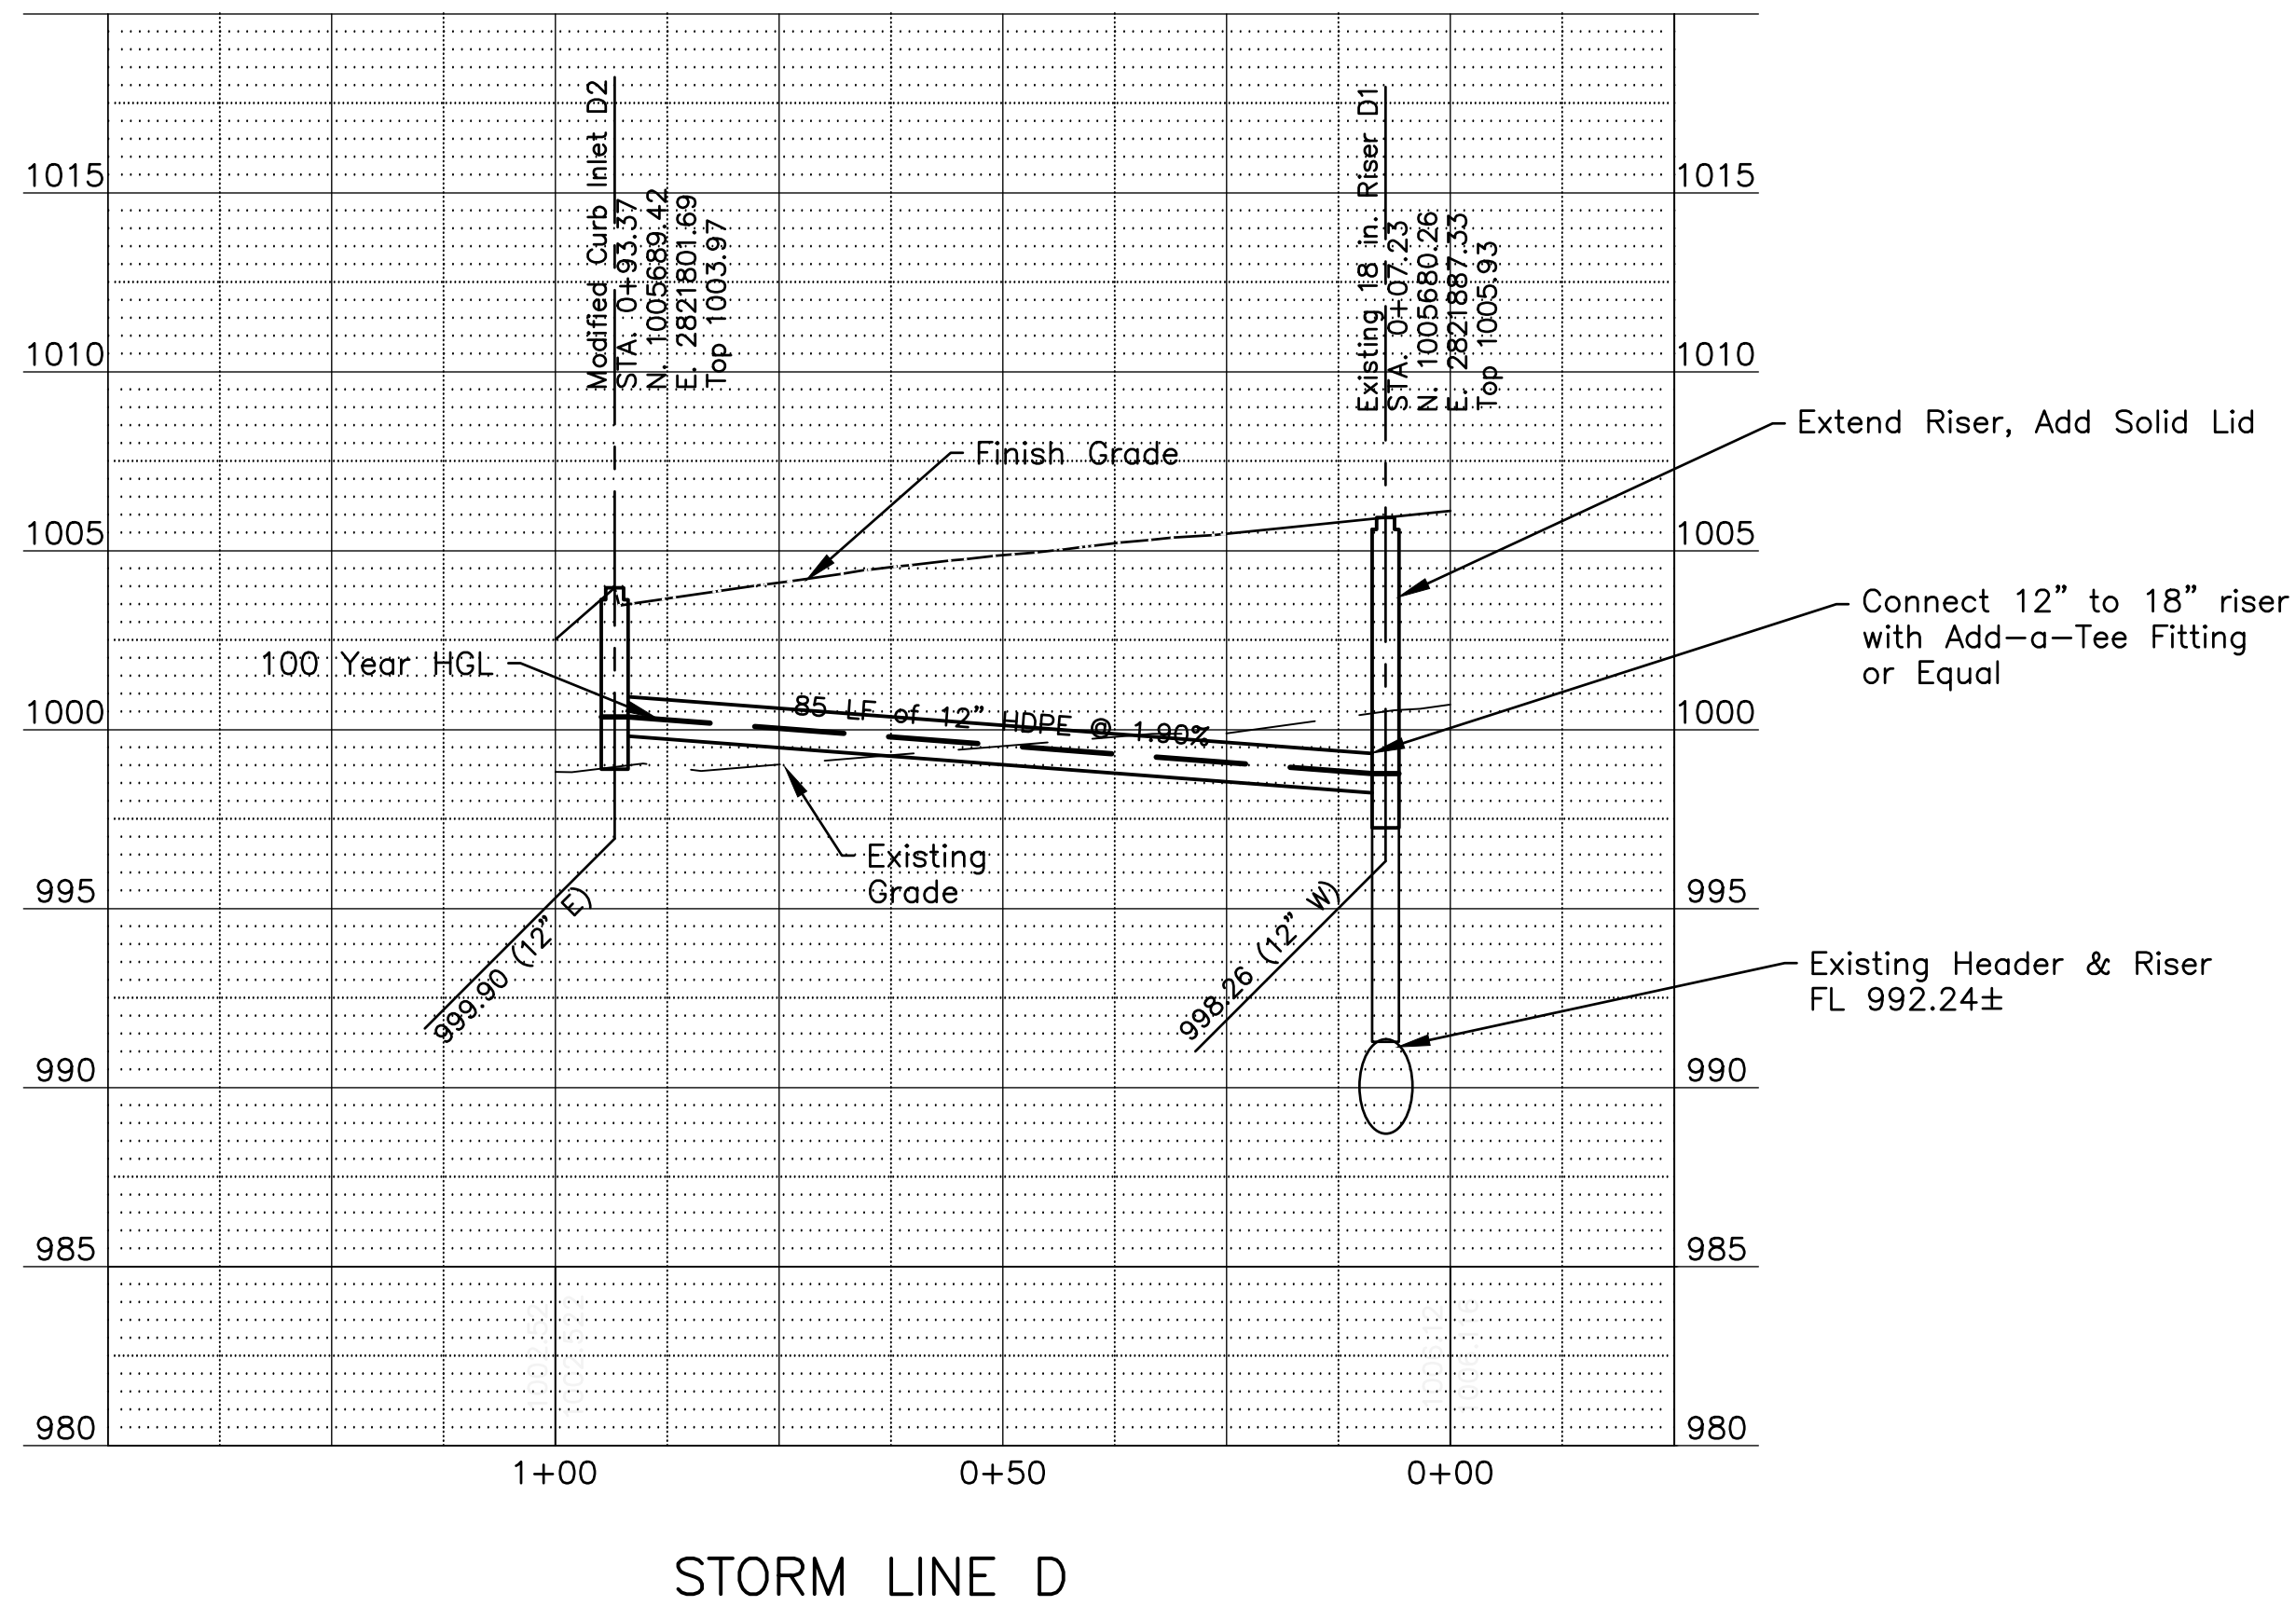 Modified Curb Inlet D2
STA. 0+93.37
N. 1005689.42
E. 2821801.69
Top 1003.97
Existing 18 in. Riser D1
STA. 0+07.23
N. 1005680.26
E. 2821887.33
Top 1005.93
1015
1015
1010
1010
Extend Riser, Add Solid Lid
Finish Grade
1005
1005
Connect 12” to 18” riser
with Add-a-Tee Fitting
or Equal
100 Year HGL
85 LF of 12” HDPE @ 1.90%
1000
1000
Existing
Grade
995
995
999.90 (12” E)
998.26 (12” W)
Existing Header & Riser
FL 992.24±
990
990
985
985
980
980
1+00
0+50
0+00
STORM LINE D